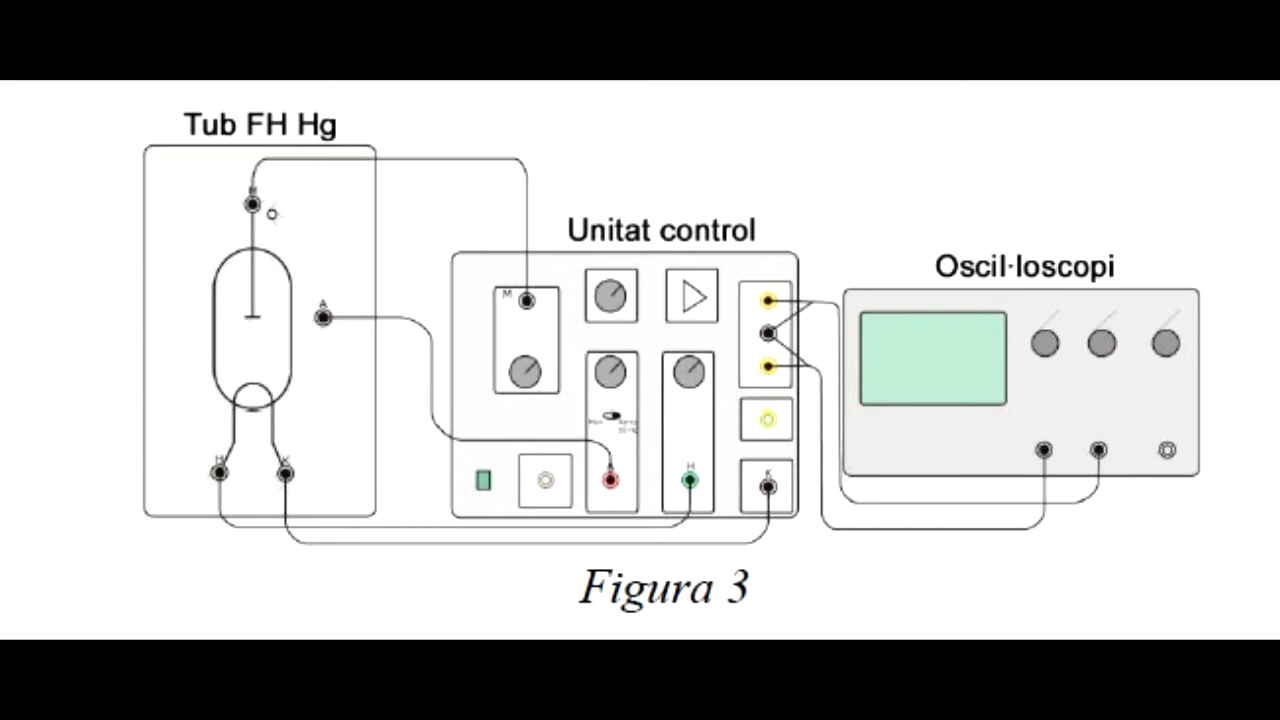 Tub FH Hg
Unitat control
Oscil·loscopi
M
A
M
H
K
H
K
Figura 3